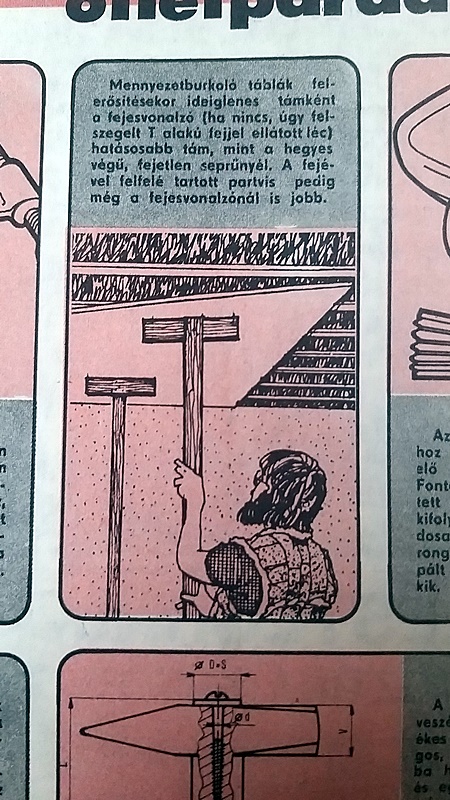 Mennyezetburkoló táblák fel-
erősítésekor ideiglenes támként
a fejesvonalzó (ha nincs, úgy fel-
szegelt T alakú fejjel ellátott léc)
hatásosabb tám, mint a hegyes
végű, fejetlen seprűnyél. A fejé-
vel felfelé tartott partvis pedig
még a fejesvonalzónál is jobb.
Az
hoz
elő
Font
tett
kifoly
dosa
rong
pált
kik.
ø D=S
ø d
V
L
A
veszé
ékes
gos,
ba h
és e